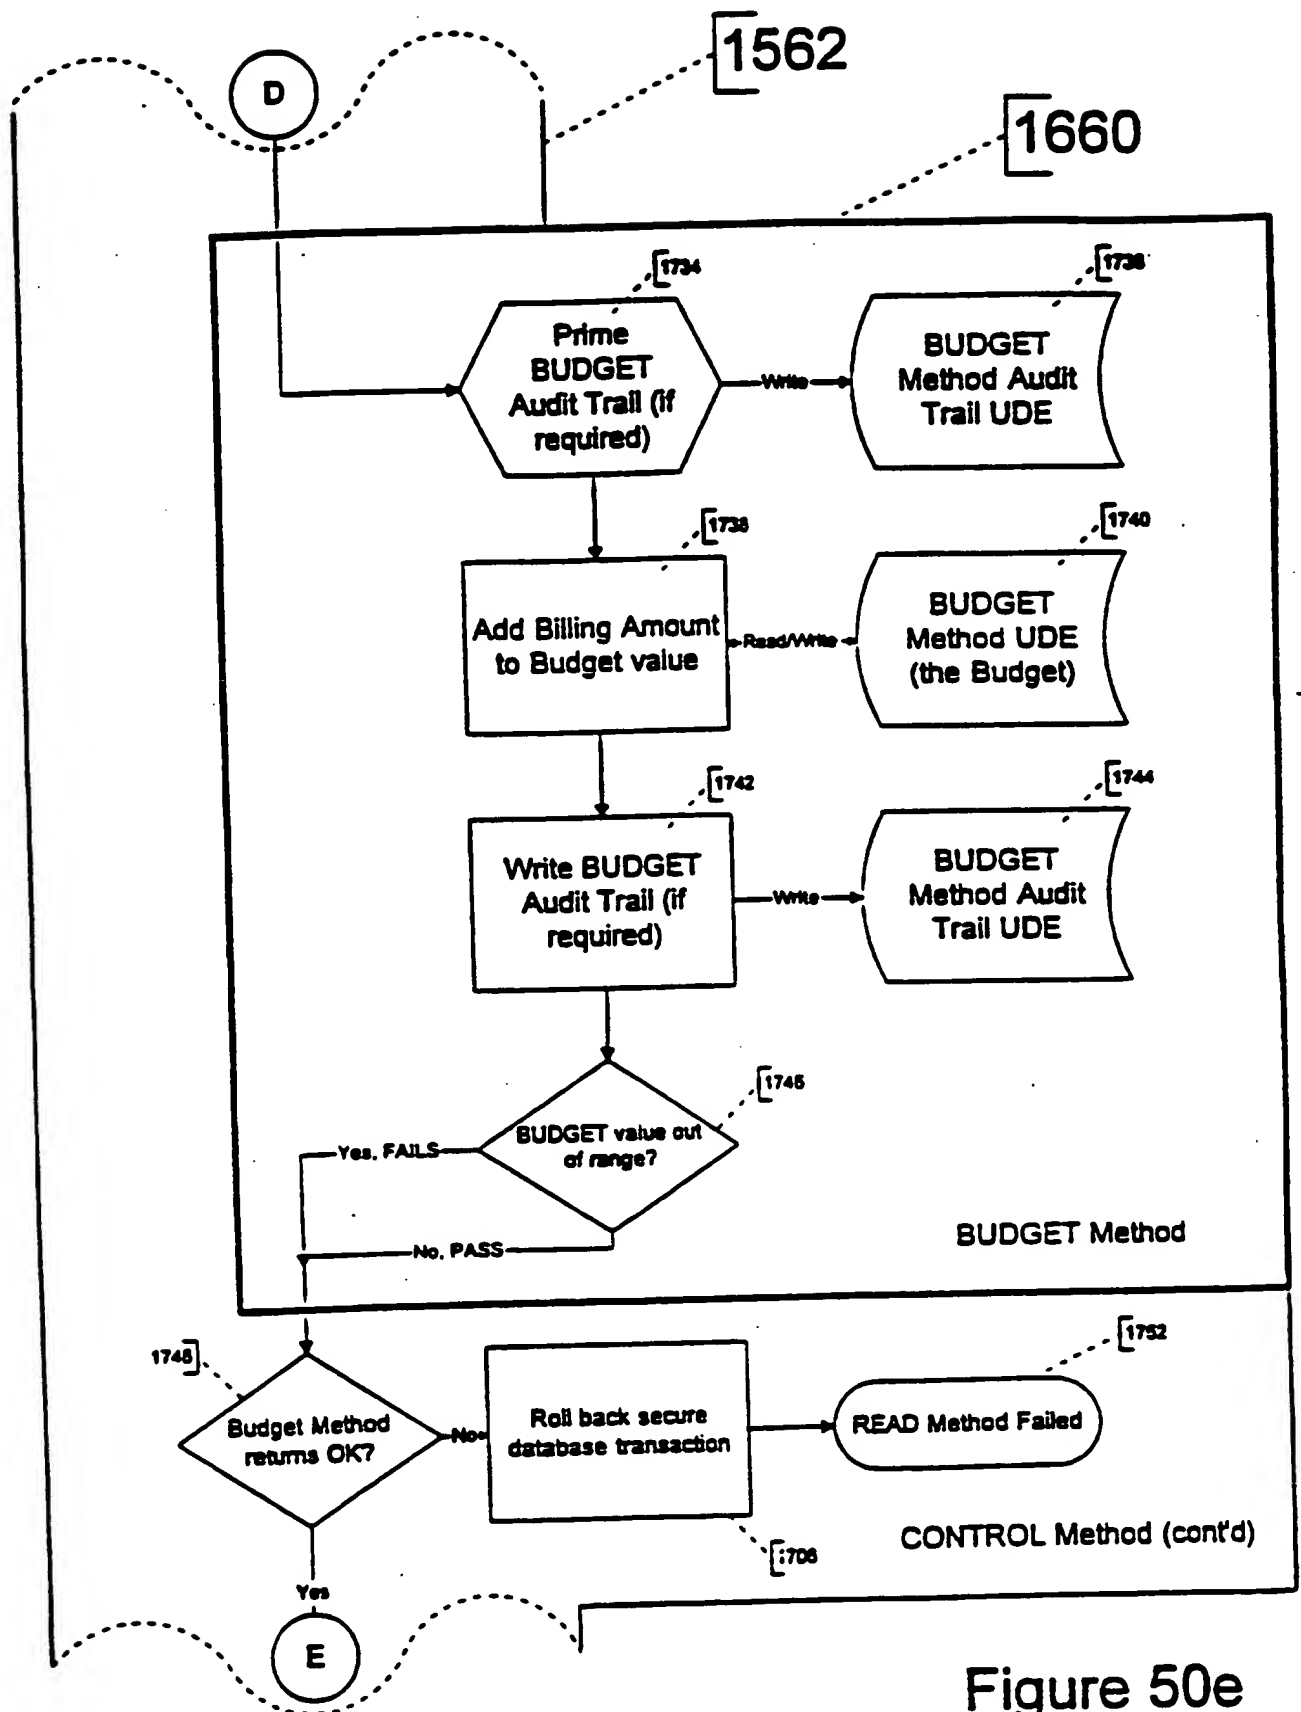 D
1562
1660
1734
Prime
BUDGET
Audit Trail (if
required)
Write
1736
BUDGET
Method Audit
Trail UDE
1738
Add Billing Amount
to Budget value
Read/Write
1740
BUDGET
Method UDE
(the Budget)
1742
Write BUDGET
Audit Trail (if
required)
Write
1744
BUDGET
Method Audit
Trail UDE
1746
BUDGET value out
of range?
Yes, FAILS
No, PASS
BUDGET Method
1748
Budget Method
returns OK?
No
Roll back secure
database transaction
1752
READ Method Failed
CONTROL Method (cont'd)
Yes
E
Figure 50e